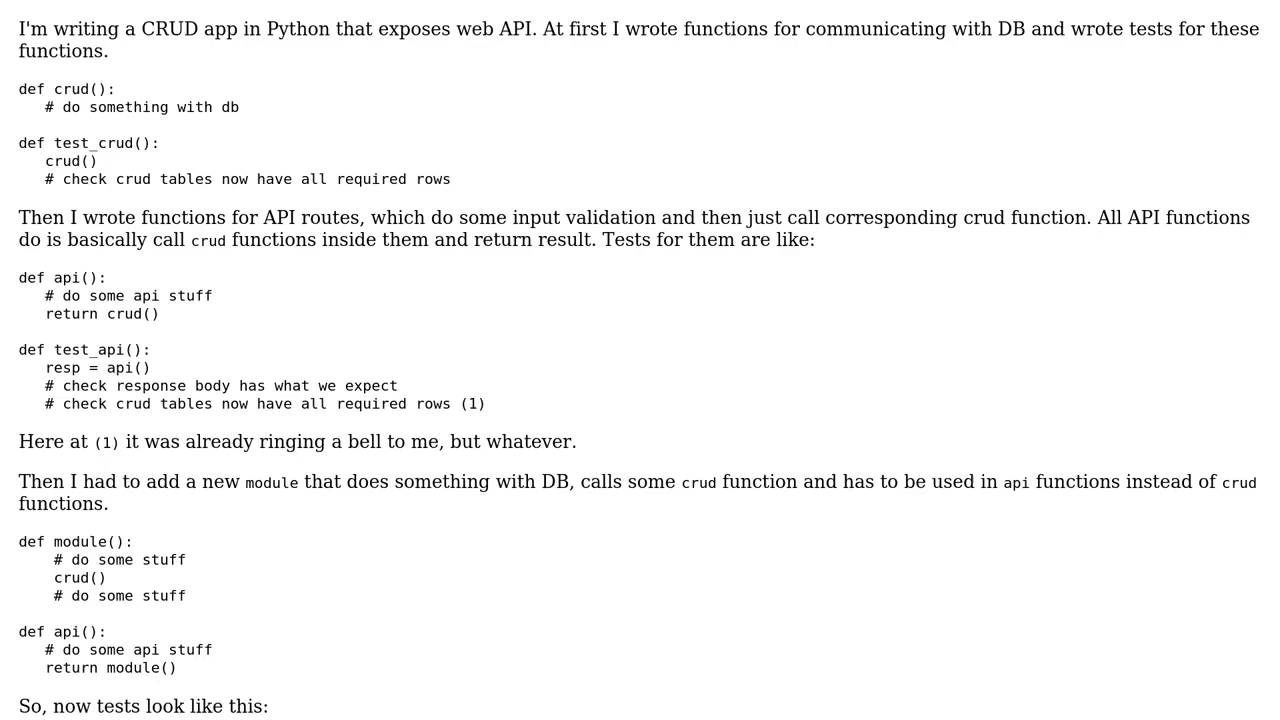 I'm writing a CRUD app in Python that exposes web API. At first I wrote functions for communicating with DB and wrote tests for these
functions.
def crud():
   # do something with db
def test_crud():
   crud()
   # check crud tables now have all required rows
Then I wrote functions for API routes, which do some input validation and then just call corresponding crud function. All API functions
do is basically call crud functions inside them and return result. Tests for them are like:
def api():
   # do some api stuff
   return crud()
def test_api():
   resp = api()
   # check response body has what we expect
   # check crud tables now have all required rows (1)
Here at (1) it was already ringing a bell to me, but whatever.
Then I had to add a new module that does something with DB, calls some crud function and has to be used in api functions instead of crud
functions.
def module():
    # do some stuff
    crud()
    # do some stuff
def api():
   # do some api stuff
   return module()
So, now tests look like this: